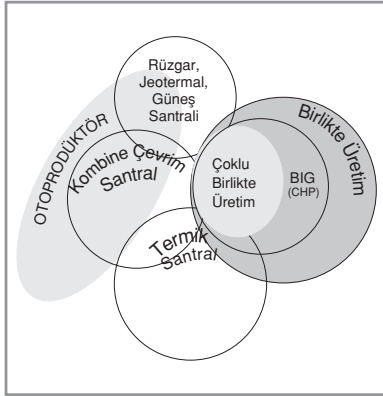 Rüzgar,
Jeotermal,
Güneş
Santrali
OTOPRODÜKTÖR
Kombine Çevrim
Santral
Çoklu
Birlikte
Üretim
BIG
(CHP)
Birlikte Üretim
Termik
Santral